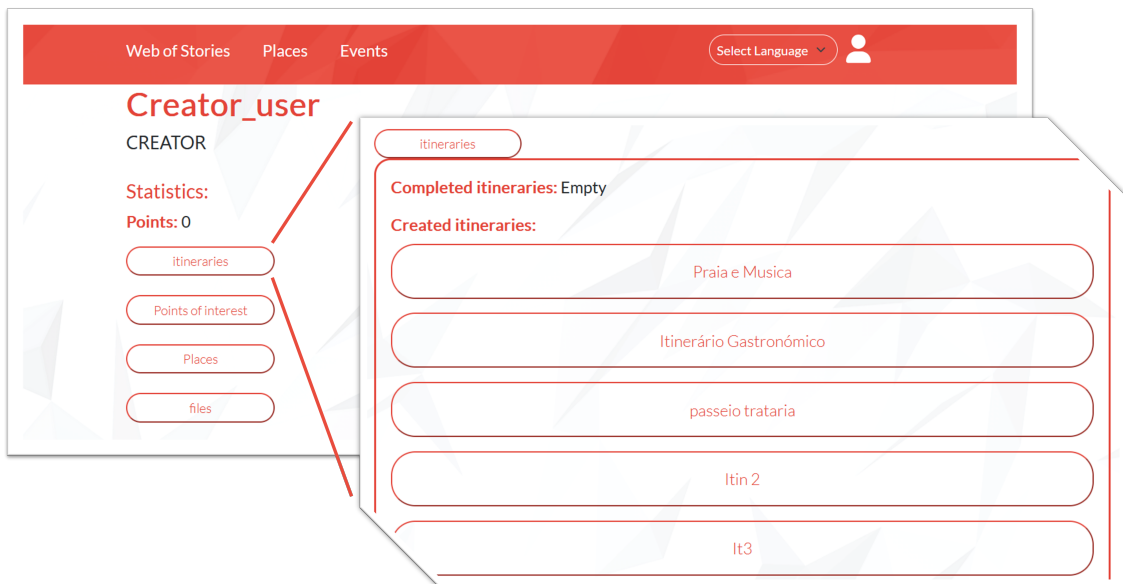 Web of Stories Places Events Select Language
Creator_user
CREATOR
Statistics:
Points: 0
itineraries
Points of interest
Places
files
itineraries
Completed itineraries: Empty
Created itineraries:
Praia e Musica
Itinerário Gastronómico
passeio trataria
Itin 2
It3